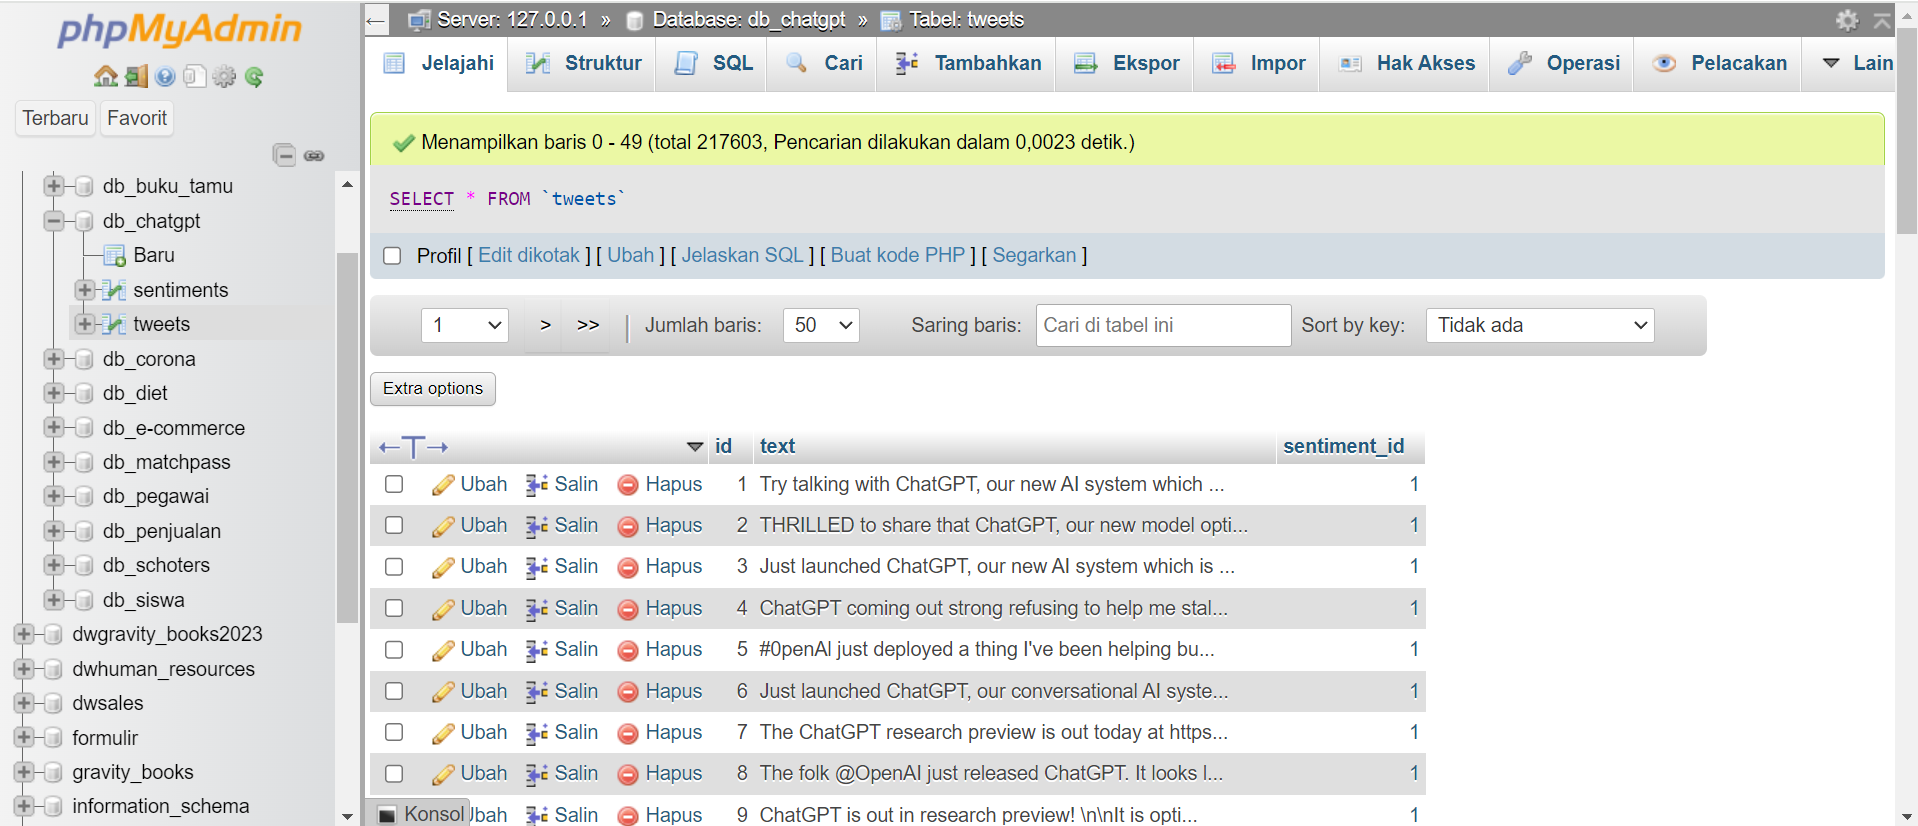 phpMyAdmin
Terbaru Favorit
db_buku_tamu
db_chatgpt
Baru
sentiments
tweets
db_corona
db_diet
db_e-commerce
db_matchpass
db_pegawai
db_penjualan
db_schoters
db_siswa
dwgravity_books2023
dwhuman_resources
dwsales
formulir
gravity_books
information_schema
Server: 127.0.0.1 » Database: db_chatgpt » Tabel: tweets
Jelajahi Struktur SQL Cari Tambahkan Ekspor Impor Hak Akses Operasi Pelacakan Lain
Menampilkan baris 0 - 49 (total 217603, Pencarian dilakukan dalam 0,0023 detik.)
SELECT * FROM `tweets`
Profil [ Edit dikotak ] [ Ubah ] [ Jelaskan SQL ] [ Buat kode PHP ] [ Segarkan ]
1 > >> | Jumlah baris: 50 Saring baris: Cari di tabel ini Sort by key: Tidak ada
Extra options
←T→ id text sentiment_id
Ubah Salin Hapus 1 Try talking with ChatGPT, our new AI system which ... 1
Ubah Salin Hapus 2 THRILLED to share that ChatGPT, our new model opti... 1
Ubah Salin Hapus 3 Just launched ChatGPT, our new AI system which is ... 1
Ubah Salin Hapus 4 ChatGPT coming out strong refusing to help me stal... 1
Ubah Salin Hapus 5 #0penAl just deployed a thing I've been helping bu... 1
Ubah Salin Hapus 6 Just launched ChatGPT, our conversational AI syste... 1
Ubah Salin Hapus 7 The ChatGPT research preview is out today at https... 1
Ubah Salin Hapus 8 The folk @OpenAI just released ChatGPT. It looks l... 1
Konsol Ubah Salin Hapus 9 ChatGPT is out in research preview! \n\nIt is opti... 1